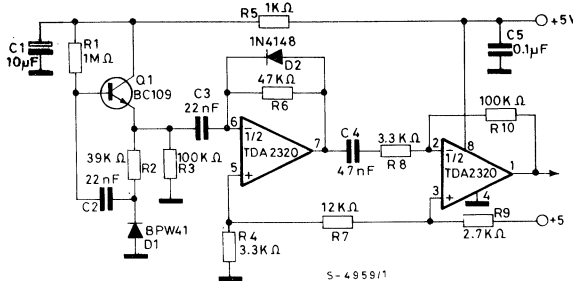 R5
1KΩ
+5V
C1
10µF
R1
1MΩ
1N4148
D2
C5
0.1µF
Q1
BC109
C3
22nF
47KΩ
R6
100KΩ
R10
6
−
1/2
TDA2320
7
5
+
C4
47nF
3.3KΩ
R8
2
−
1/2
TDA2320
8
1
3
+
4
39KΩ
R2
100KΩ
R3
22nF
C2
BPW41
D1
R4
3.3KΩ
12KΩ
R7
R9
2.7KΩ
+5
S-4959/1